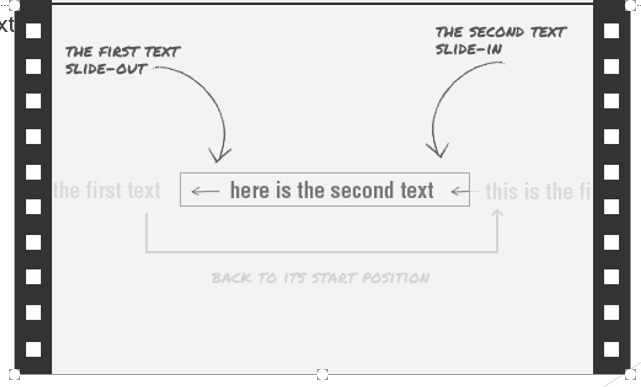 xt
THE FIRST TEXT
SLIDE-OUT
THE SECOND TEXT
SLIDE-IN
the first text
here is the second text
this is the fi
BACK TO ITS START POSITION